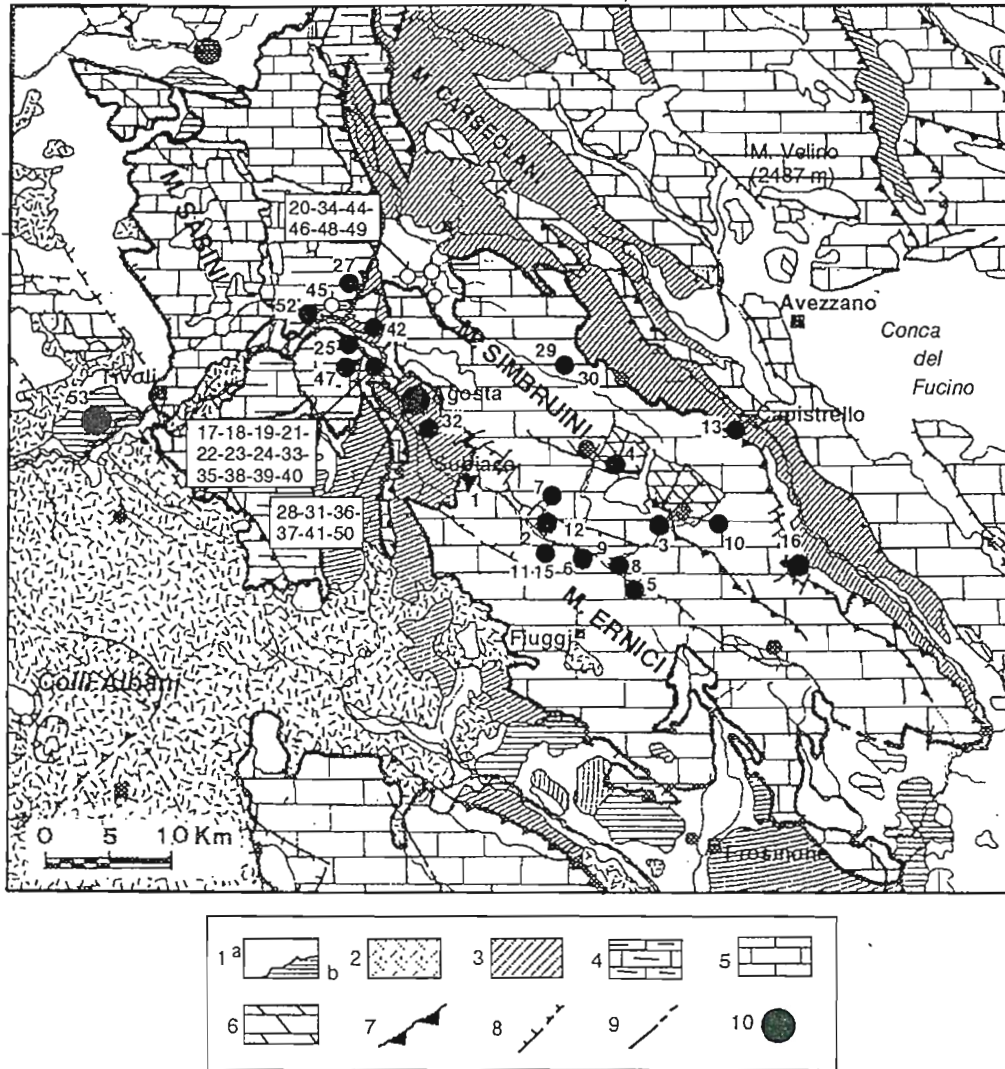 M. CARSEOLANI
M. Velino
(2487 m)
M. SABINI
20-34-44-
46-48-49
27
45
52
42
25
47
M. SIMBRUINI
29
30
Avezzano
Conca
del
Fucino
Tivoli
53
Agosta
32
Capistrello
13
17-18-19-21-
22-23-24-33-
35-38-39-40
Subiaco
1
4
7
28-31-36-
37-41-50
2
12
3
10
16
11-15
6
9
8
5
M. ERNICI
Fiuggi
Colli Albani
0 5 10 Km
Frosinone
1 a b 2 3 4 5
6 7 8 9 10